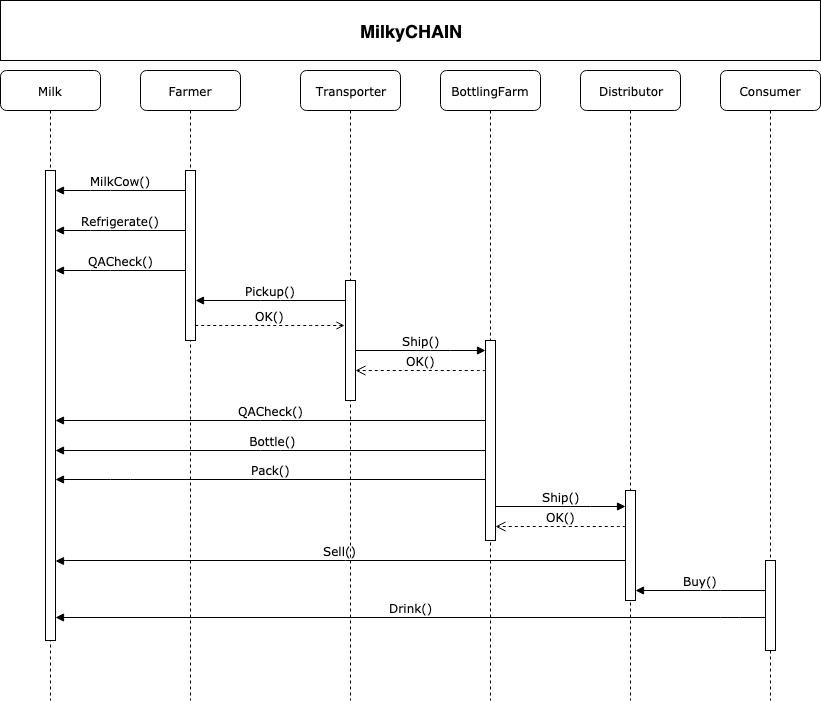 MilkyCHAIN
Milk
Farmer
Transporter
BottlingFarm
Distributor
Consumer
MilkCow()
Refrigerate()
QACheck()
Pickup()
OK()
Ship()
OK()
QACheck()
Bottle()
Pack()
Ship()
OK()
Sell()
Buy()
Drink()